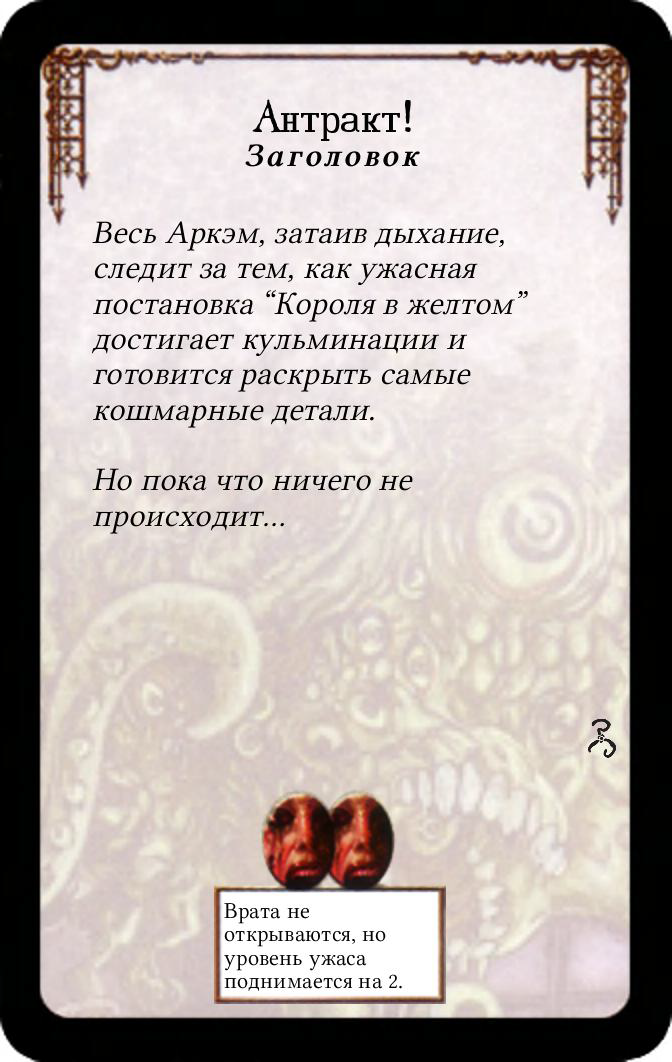 Антракт!
Заголовок
Весь Аркэм, затаив дыхание,
следит за тем, как ужасная
постановка “Короля в желтом”
достигает кульминации и
готовится раскрыть самые
кошмарные детали.
Но пока что ничего не
происходит...
Врата не
открываются, но
уровень ужаса
поднимается на 2.